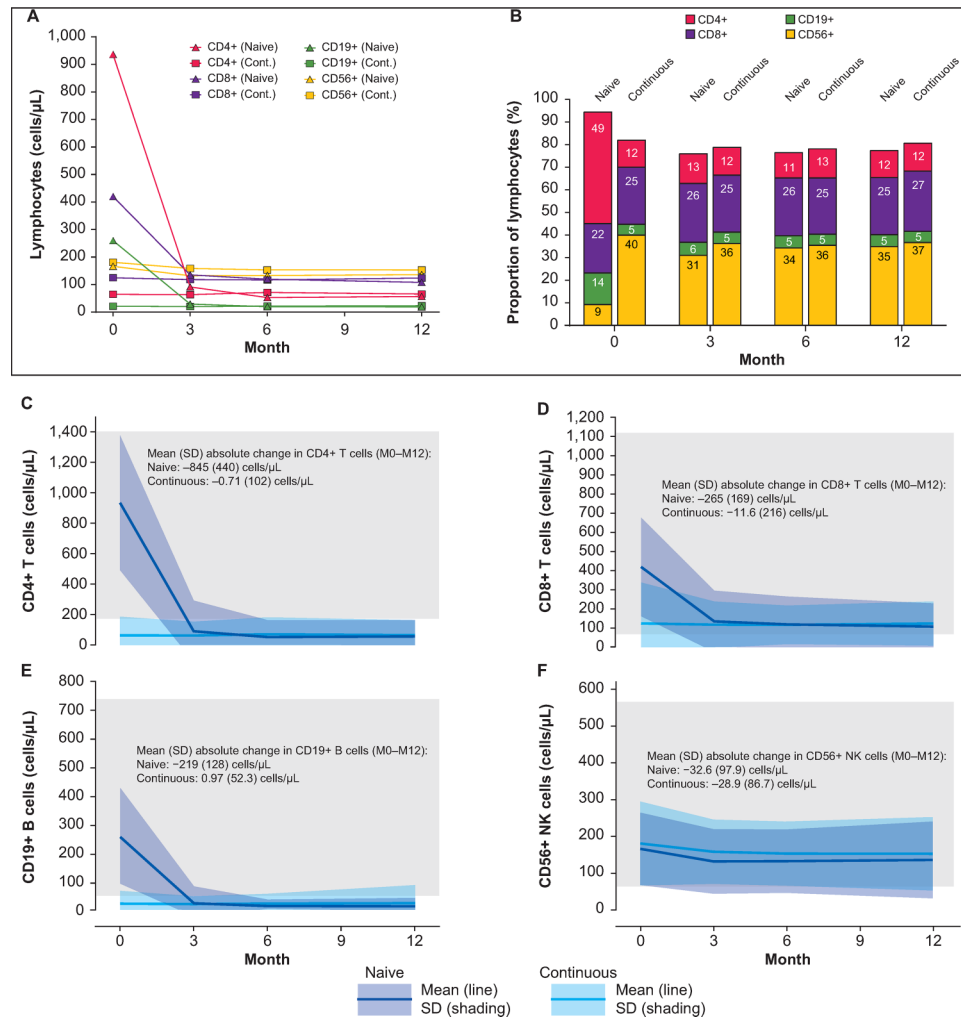 A
Lymphocytes (cells/µL)
1,000
900
800
700
600
500
400
300
200
100
0
CD4+ (Naive)
CD4+ (Cont.)
CD8+ (Naive)
CD8+ (Cont.)
CD19+ (Naive)
CD19+ (Cont.)
CD56+ (Naive)
CD56+ (Cont.)
0 3 6 9 12
Month
B
CD4+
CD8+
CD19+
CD56+
Proportion of lymphocytes (%)
100
90
80
70
60
50
40
30
20
10
0
Naive Continuous Naive Continuous Naive Continuous Naive Continuous
49 12 13 12 11 13 12 12
22 25 26 25 26 25 25 27
14 5 6 5 5 5 5 5
9 40 31 36 34 36 35 37
0 3 6 12
Month
C
CD4+ T cells (cells/µL)
1,400
1,200
1,000
800
600
400
200
0
Mean (SD) absolute change in CD4+ T cells (M0–M12):
Naive: –845 (440) cells/µL
Continuous: –0.71 (102) cells/µL
D
CD8+ T cells (cells/µL)
1,200
1,100
1,000
900
800
700
600
500
400
300
200
100
0
Mean (SD) absolute change in CD8+ T cells (M0–M12):
Naive: –265 (169) cells/µL
Continuous: −11.6 (216) cells/µL
E
CD19+ B cells (cells/µL)
800
700
600
500
400
300
200
100
0
Mean (SD) absolute change in CD19+ B cells (M0–M12):
Naive: −219 (128) cells/µL
Continuous: 0.97 (52.3) cells/µL
0 3 6 9 12
Month
F
CD56+ NK cells (cells/µL)
600
500
400
300
200
100
0
Mean (SD) absolute change in CD56+ NK cells (M0–M12):
Naive: −32.6 (97.9) cells/µL
Continuous: −28.9 (86.7) cells/µL
0 3 6 9 12
Month
Naive
Mean (line)
SD (shading)
Continuous
Mean (line)
SD (shading)